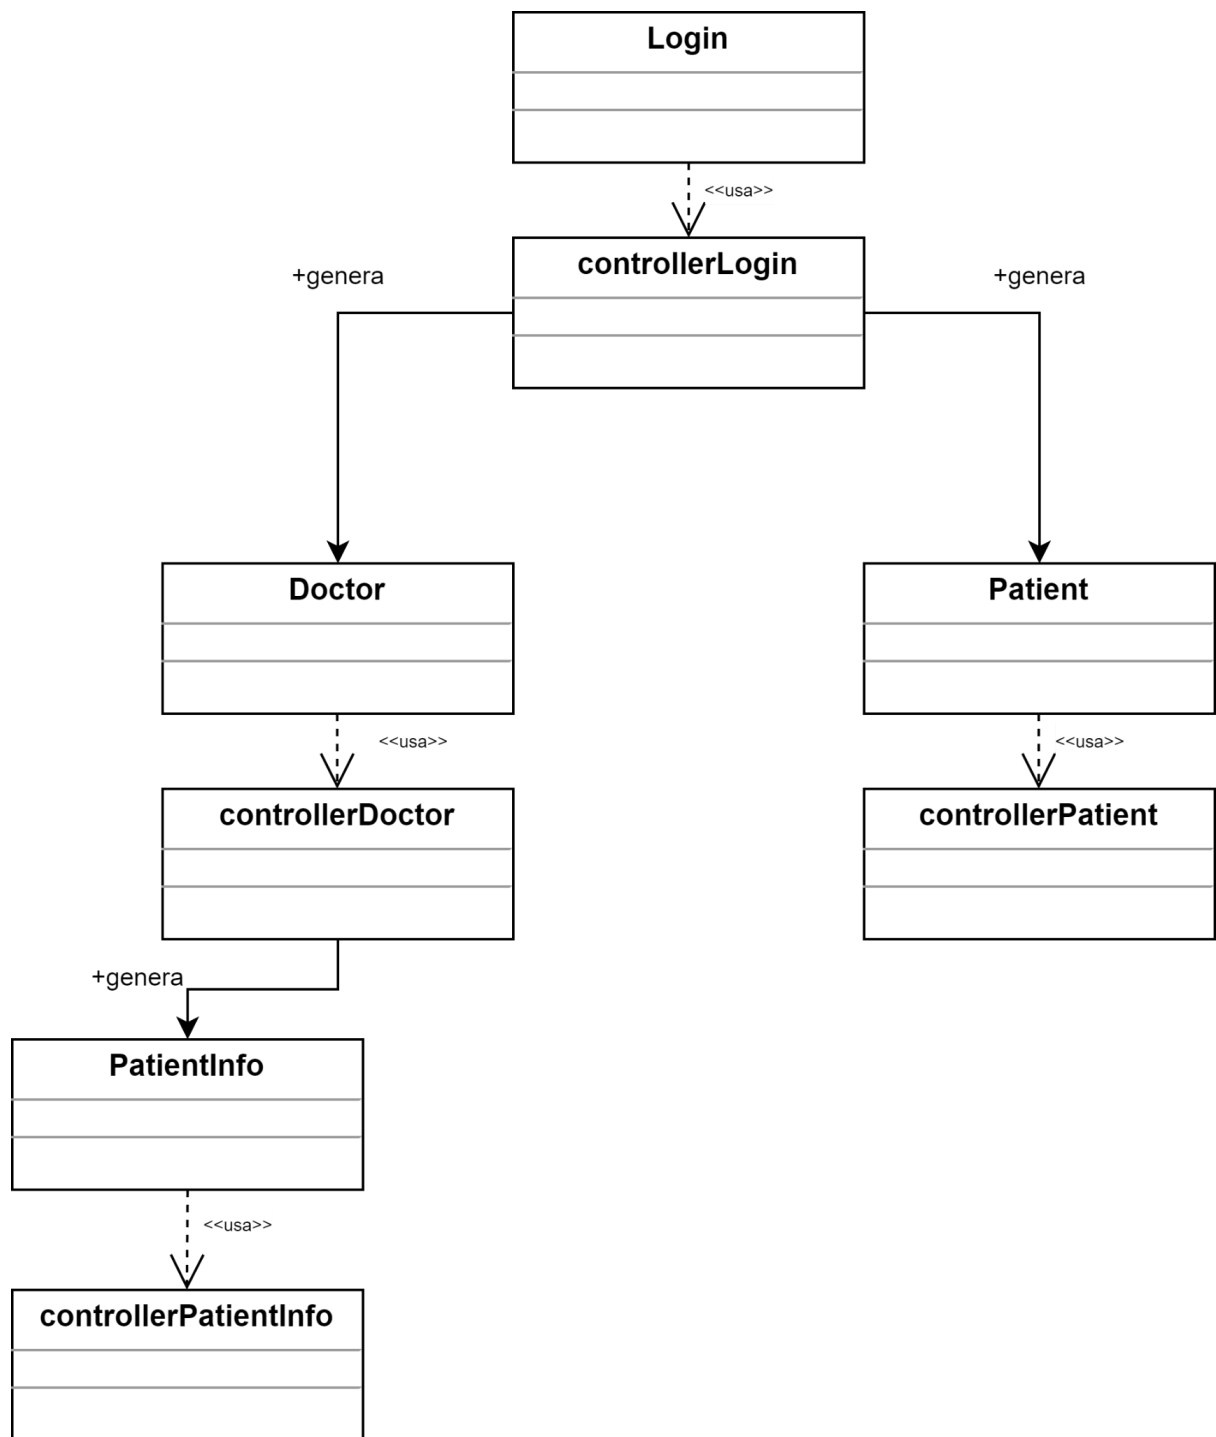 Login
<<usa>>
controllerLogin
+genera
+genera
Doctor
Patient
<<usa>>
<<usa>>
controllerDoctor
controllerPatient
+genera
PatientInfo
<<usa>>
controllerPatientInfo